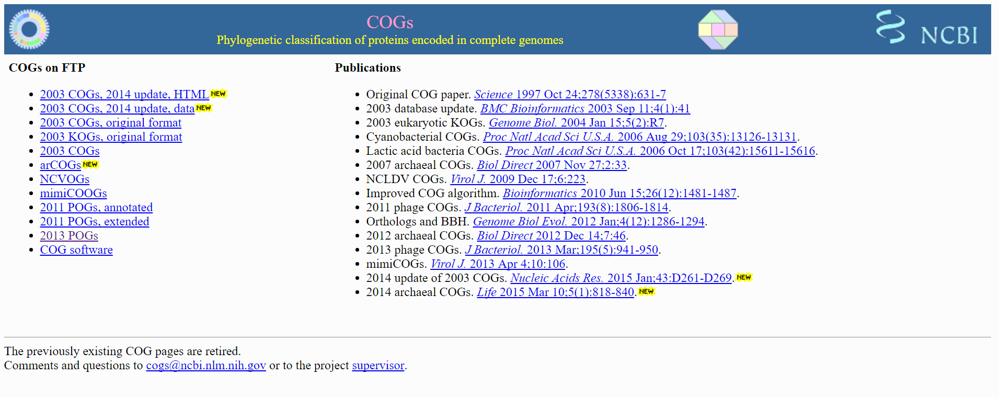 COGs
Phylogenetic classification of proteins encoded in complete genomes
NCBI
COGs on FTP
2003 COGs, 2014 update, HTML NEW
2003 COGs, 2014 update, data NEW
2003 COGs, original format
2003 KOGs, original format
2003 COGs
arCOGs NEW
NCVOGs
mimiCOOGs
2011 POGs, annotated
2011 POGs, extended
2013 POGs
COG software
Publications
Original COG paper. Science 1997 Oct 24;278(5338):631-7
2003 database update. BMC Bioinformatics 2003 Sep 11;4(1):41
2003 eukaryotic KOGs. Genome Biol. 2004 Jan 15;5(2):R7.
Cyanobacterial COGs. Proc Natl Acad Sci U.S.A. 2006 Aug 29;103(35):13126-13131.
Lactic acid bacteria COGs. Proc Natl Acad Sci U.S.A. 2006 Oct 17;103(42):15611-15616.
2007 archaeal COGs. Biol Direct 2007 Nov 27;2:33.
NCLDV COGs. Virol J. 2009 Dec 17;6:223.
Improved COG algorithm. Bioinformatics 2010 Jun 15;26(12):1481-1487.
2011 phage COGs. J Bacteriol. 2011 Apr;193(8):1806-1814.
Orthologs and BBH. Genome Biol Evol. 2012 Jan;4(12):1286-1294.
2012 archaeal COGs. Biol Direct 2012 Dec 14;7:46.
2013 phage COGs. J Bacteriol. 2013 Mar;195(5):941-950.
mimiCOGs. Virol J. 2013 Apr 4;10:106.
2014 update of 2003 COGs. Nucleic Acids Res. 2015 Jan;43:D261-D269. NEW
2014 archaeal COGs. Life 2015 Mar 10;5(1):818-840. NEW
The previously existing COG pages are retired.
Comments and questions to cogs@ncbi.nlm.nih.gov or to the project supervisor.